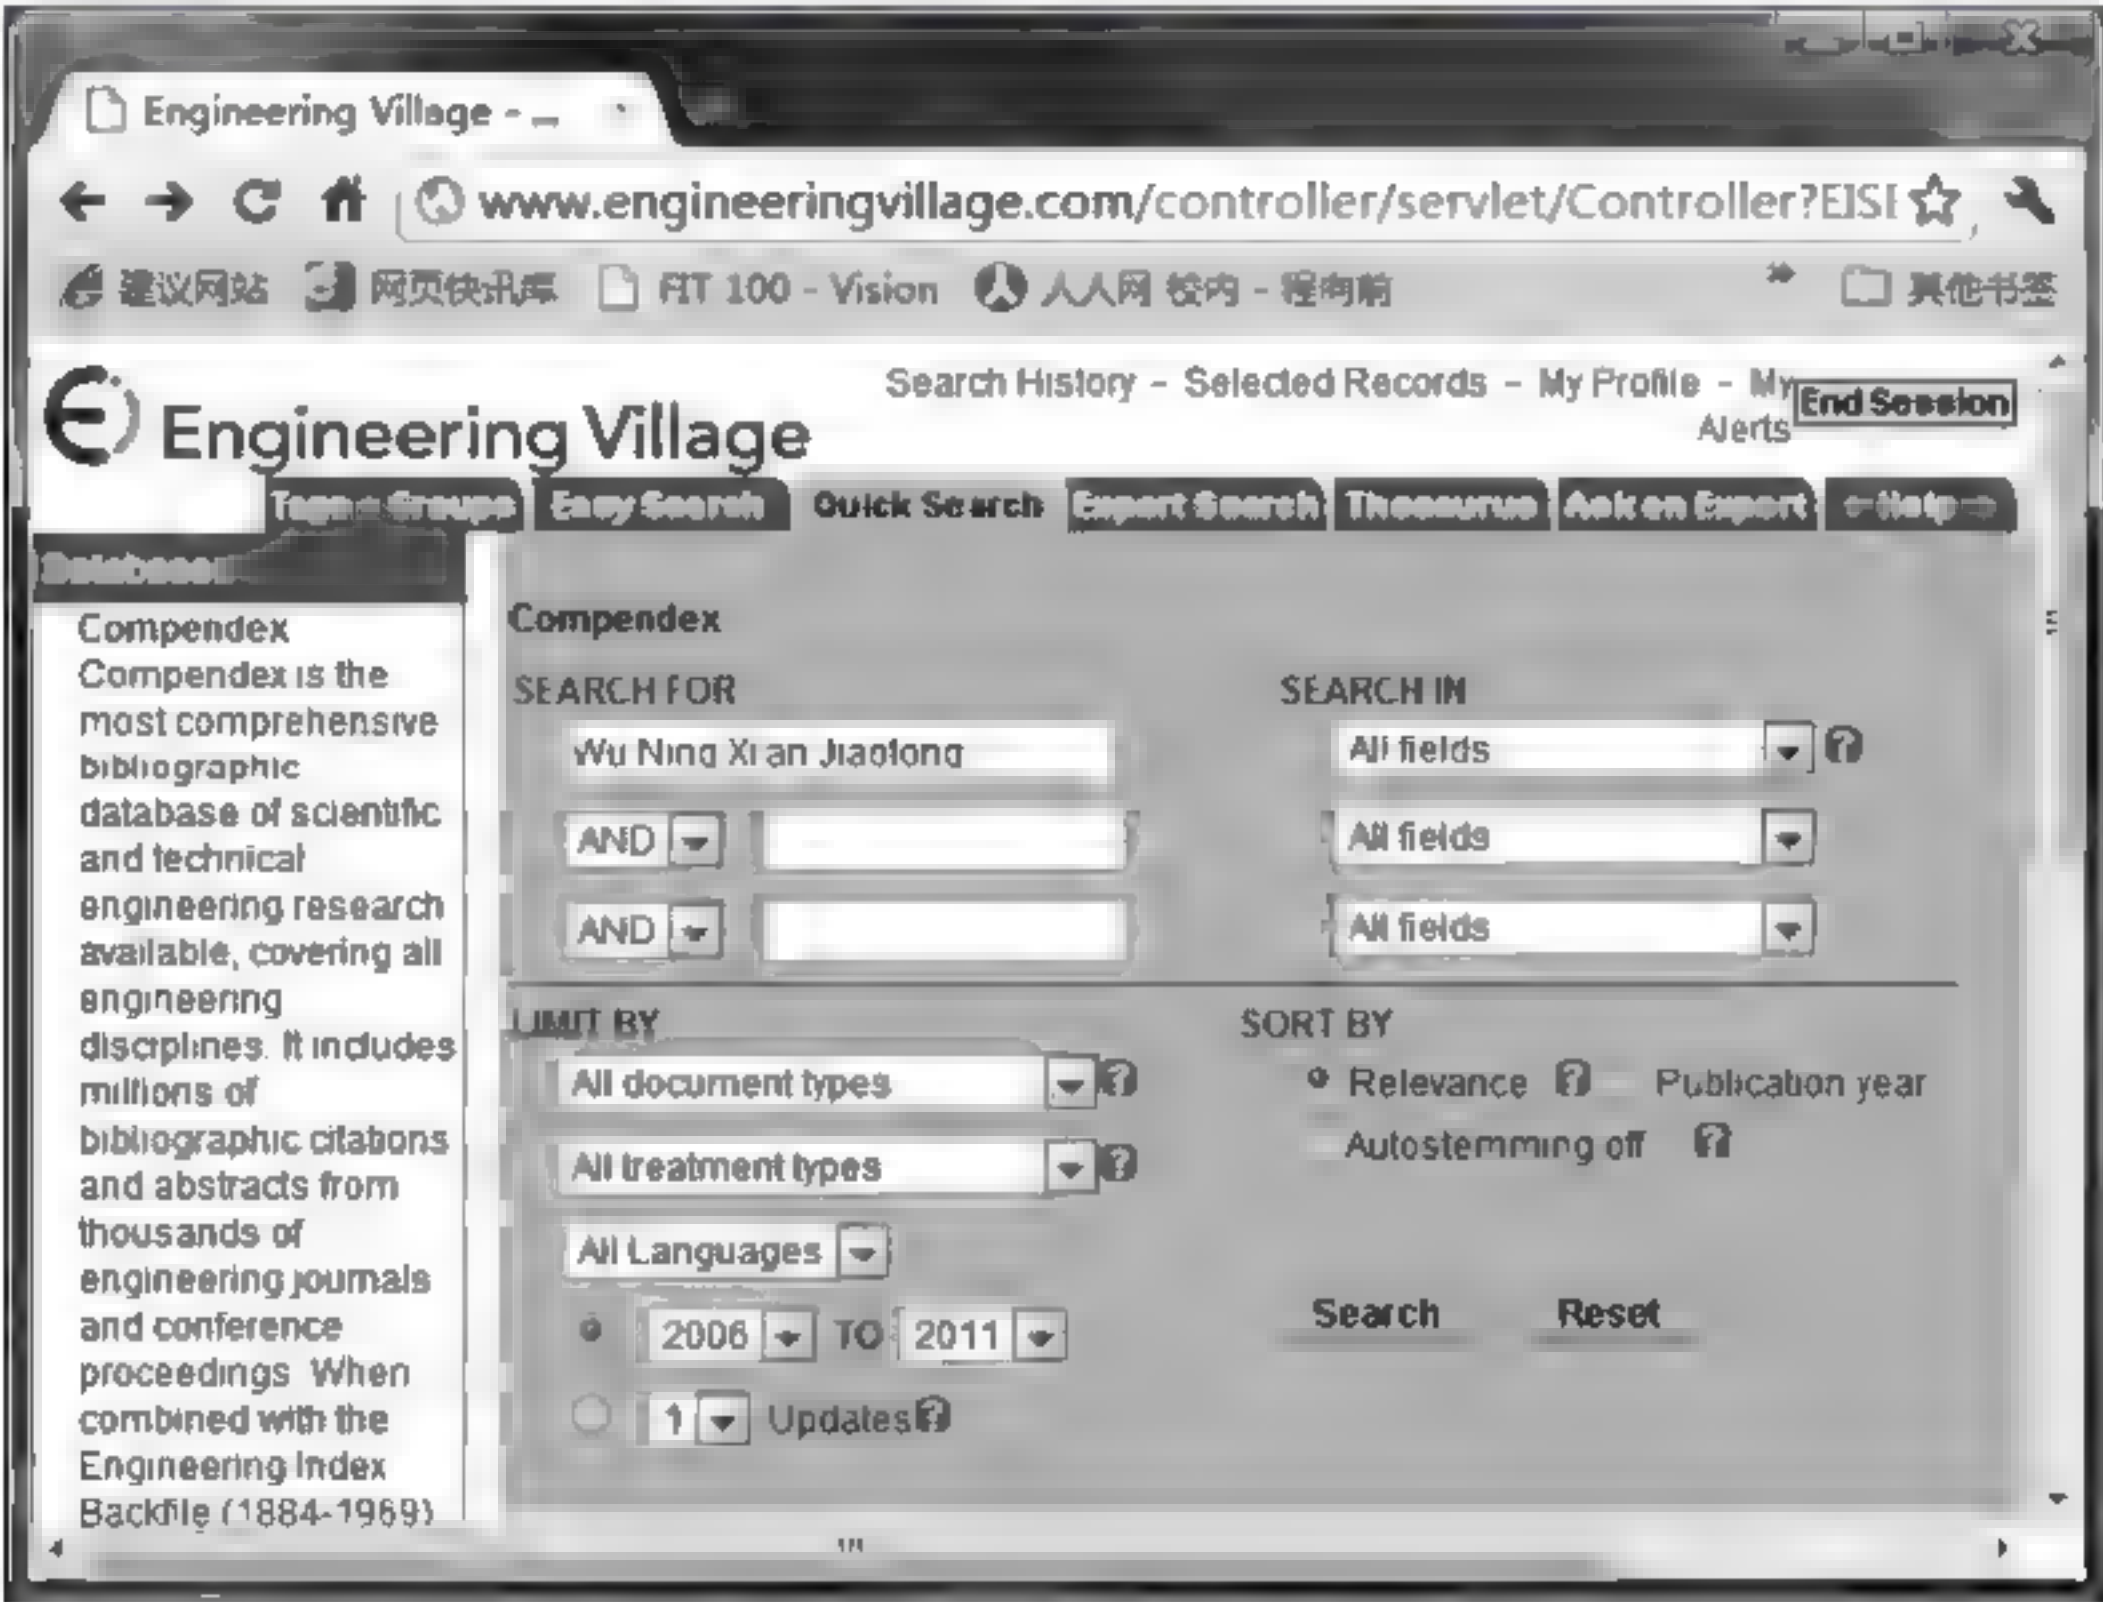 Engineering Village -
www.engineeringvillage.com/controller/servlet/Controller?EISE
建议网站 网页快讯库 FIT 100 - Vision 人人网 校内 - 程向前 其他书签
Search History - Selected Records - My Profile - My Alerts
End Session
Engineering Village
Tags + Groups Easy Search Quick Search Expert Search Thesaurus Ask an Expert Help
Compendex
Compendex is the
most comprehensive
bibliographic
database of scientific
and technical
engineering research
available, covering all
engineering
disciplines. It includes
millions of
bibliographic citations
and abstracts from
thousands of
engineering journals
and conference
proceedings. When
combined with the
Engineering Index
Backfile (1884-1969)
Compendex
SEARCH FOR SEARCH IN
Wu Ning Xi an Jiaotong All fields
AND All fields
AND All fields
LIMIT BY SORT BY
All document types Relevance Publication year
All treatment types Autostemming off
All Languages
2006 TO 2011 Search Reset
1 Updates